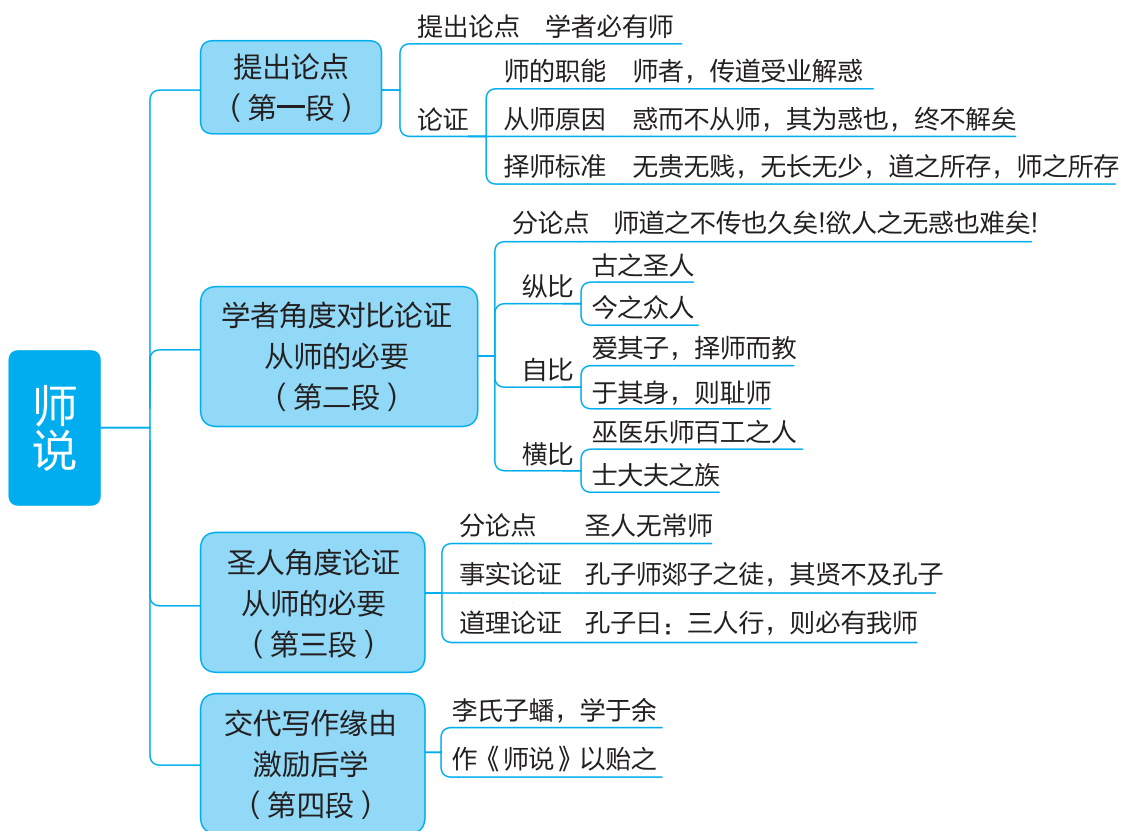 师
说
提出论点
（第一段）
提出论点 学者必有师
论证
师的职能 师者，传道受业解惑
从师原因 惑而不从师，其为惑也，终不解矣
择师标准 无贵无贱，无长无少，道之所存，师之所存
学者角度对比论证
从师的必要
（第二段）
分论点 师道之不传也久矣!欲人之无惑也难矣!
纵比
古之圣人
今之众人
自比
爱其子，择师而教
于其身，则耻师
横比
巫医乐师百工之人
士大夫之族
圣人角度论证
从师的必要
（第三段）
分论点 圣人无常师
事实论证 孔子师郯子之徒，其贤不及孔子
道理论证 孔子曰：三人行，则必有我师
交代写作缘由
激励后学
（第四段）
李氏子蟠，学于余
作《师说》以贻之